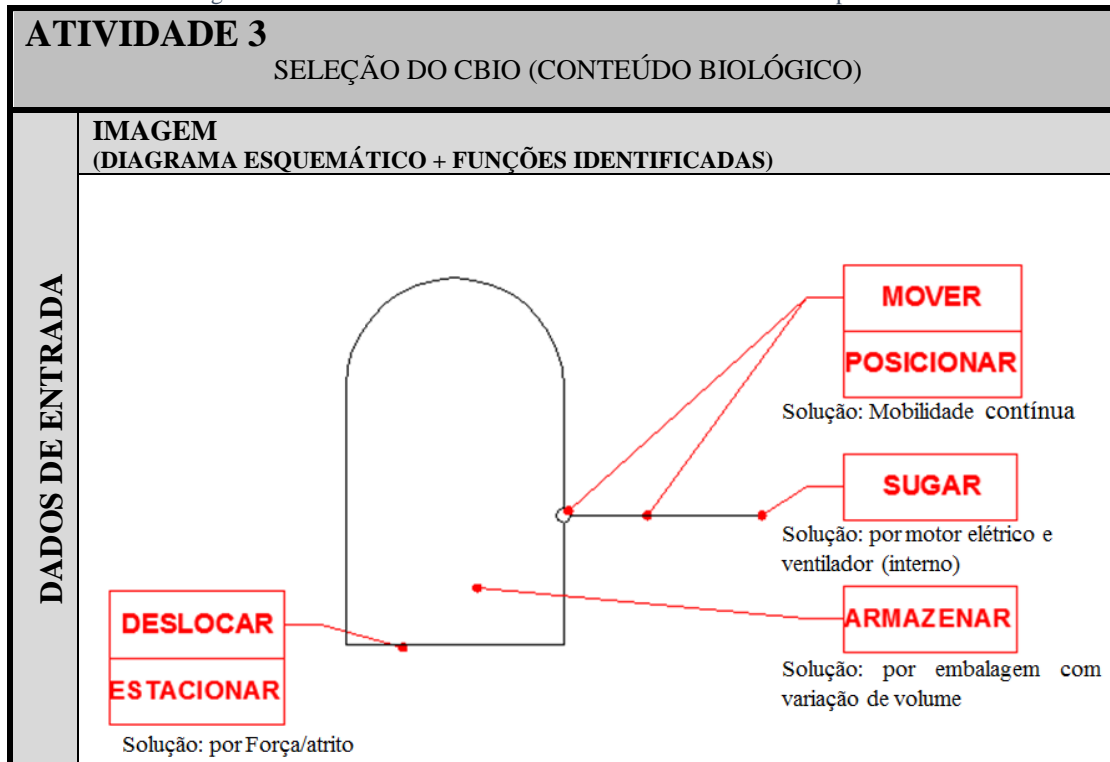 ATIVIDADE 3
SELEÇÃO DO CBIO (CONTEÚDO BIOLÓGICO)
DADOS DE ENTRADA
IMAGEM
(DIAGRAMA ESQUEMÁTICO + FUNÇÕES IDENTIFICADAS)
MOVER
POSICIONAR
Solução: Mobilidade contínua
SUGAR
Solução: por motor elétrico e
ventilador (interno)
ARMAZENAR
Solução: por embalagem com
variação de volume
DESLOCAR
ESTACIONAR
Solução: por Força/atrito